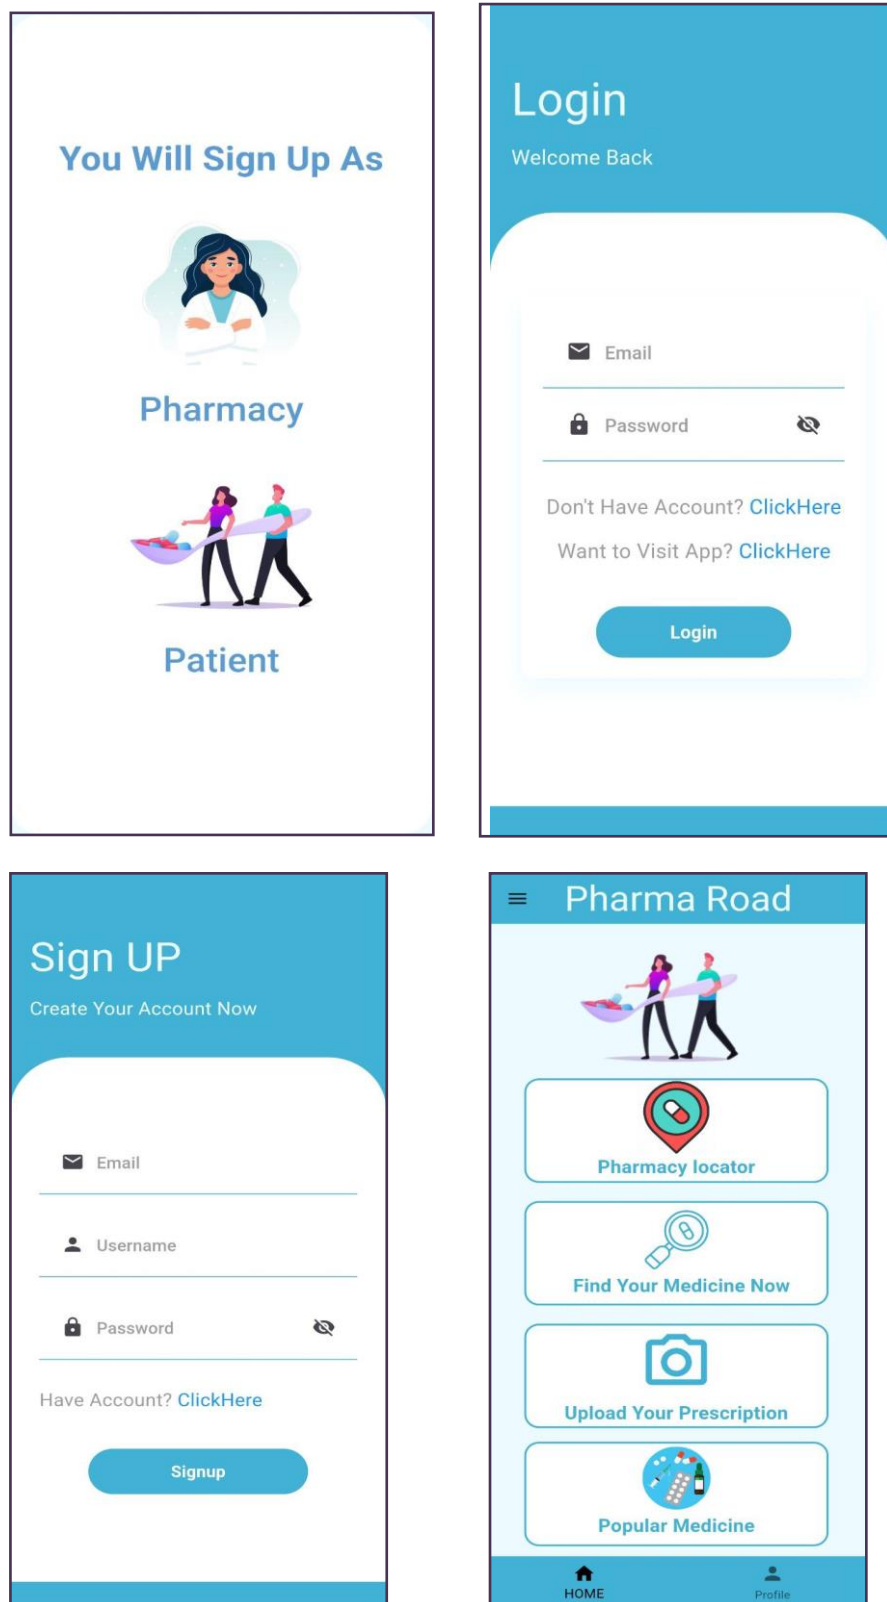 You Will Sign Up As
Pharmacy
Patient
Login
Welcome Back
Email
Password
Don't Have Account? ClickHere
Want to Visit App? ClickHere
Login
Sign UP
Create Your Account Now
Email
Username
Password
Have Account? ClickHere
Signup
Pharma Road
Pharmacy locator
Find Your Medicine Now
Upload Your Prescription
Popular Medicine
HOME Profile